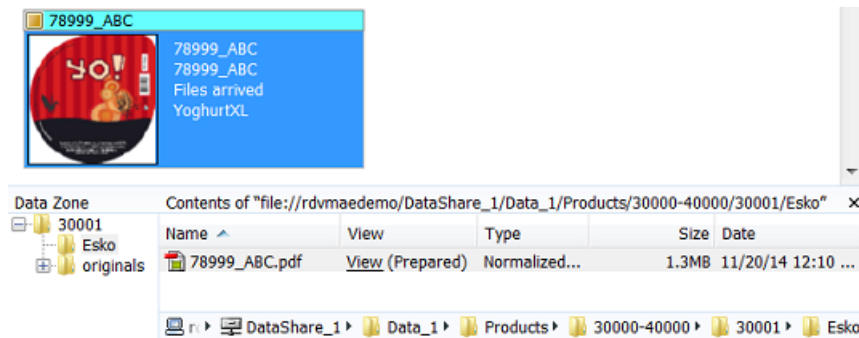 78999_ABC
YO!
78999_ABC
78999_ABC
Files arrived
YoghurtXL
Data Zone
Contents of "file://rdvmaedemo/DataShare_1/Data_1/Products/30000-40000/30001/Esko"
30001
Esko
originals
Name View Type Size Date
78999_ABC.pdf View (Prepared) Normalized... 1.3MB 11/20/14 12:10 ...
DataShare_1 Data_1 Products 30000-40000 30001 Esko